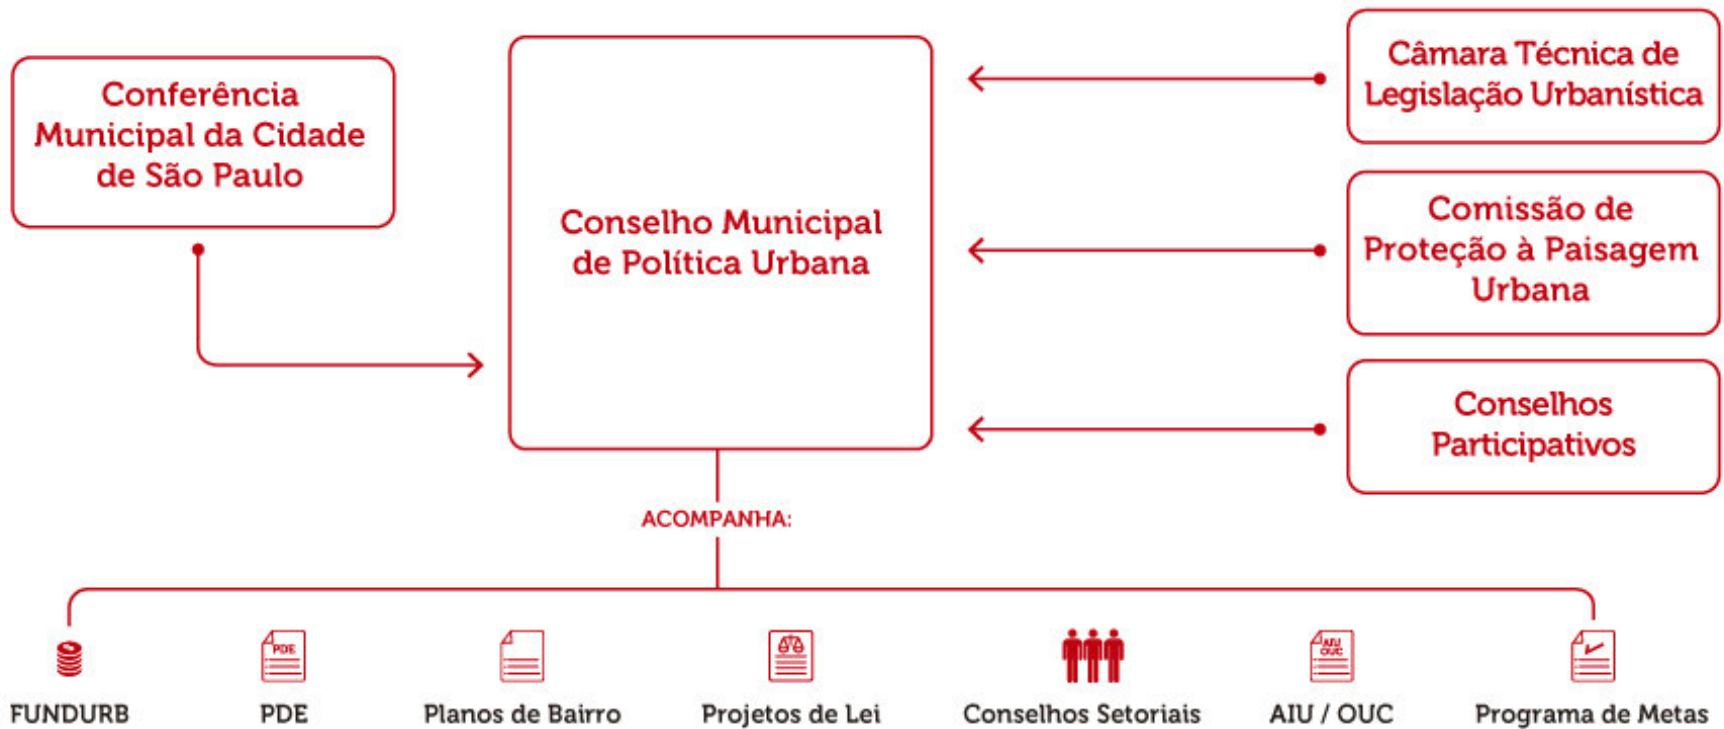 Conferência
Municipal da Cidade
de São Paulo
Conselho Municipal
de Política Urbana
Câmara Técnica de
Legislação Urbanística
Comissão de
Proteção à Paisagem
Urbana
Conselhos
Participativos
ACOMPANHA:
PDE
AIU
OUC
FUNDURB
PDE
Planos de Bairro
Projetos de Lei
Conselhos Setoriais
AIU / OUC
Programa de Metas